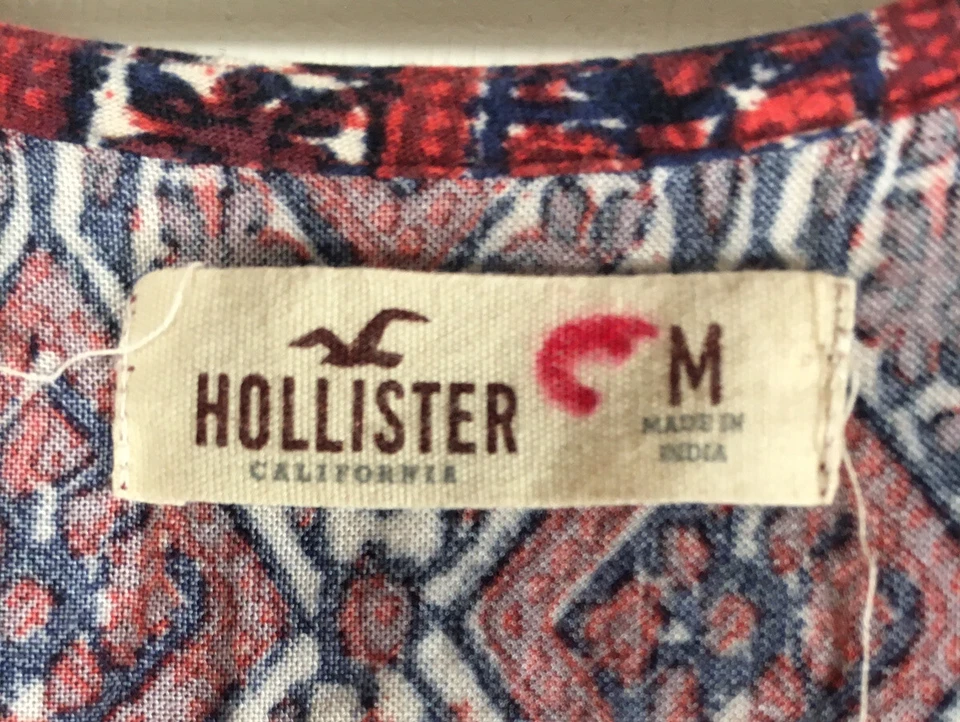 HOLLISTER
CALIFORNIA
M
MADE IN
INDIA